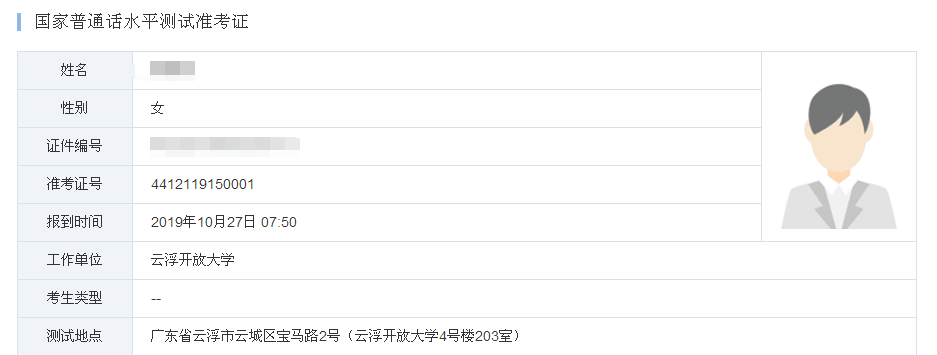 国家普通话水平测试准考证
姓名
性别 女
证件编号
准考证号 4412119150001
报到时间 2019年10月27日 07:50
工作单位 云浮开放大学
考生类型 --
测试地点 广东省云浮市云城区宝马路2号（云浮开放大学4号楼203室）